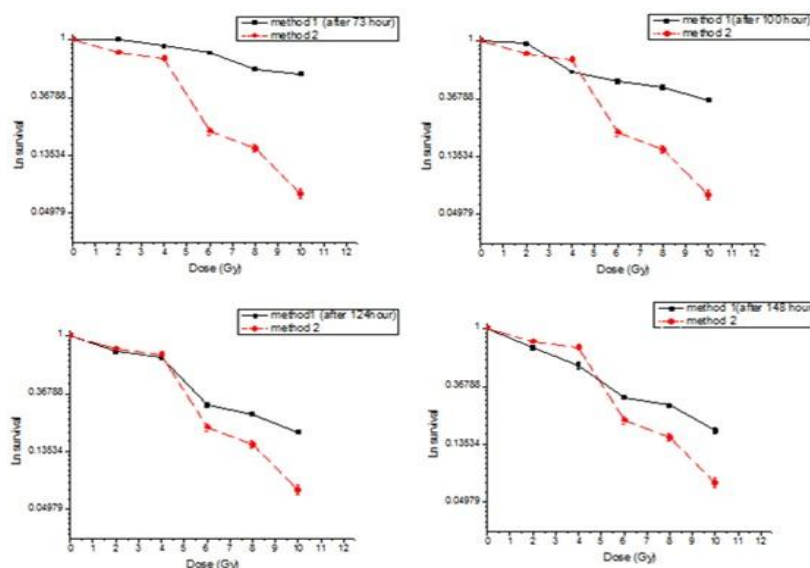 method 1 (after 73 hour)
method 2
1
0.36788
0.13534
0.04979
Ln survival
0 1 2 3 4 5 6 7 8 9 10 11 12
Dose (Gy)
method 1(after 100hour)
method 2
1
0.36788
0.13534
0.04979
Ln survival
0 1 2 3 4 5 6 7 8 9 10 11 12
Dose (Gy)
method1 (after 124hour)
method 2
1
0.36788
0.13534
0.04979
Ln survival
0 1 2 3 4 5 6 7 8 9 10 11 12
Dose (Gy)
method 1(after 148 hour
method 2
1
0.36788
0.13534
0.04979
Ln survival
0 1 2 3 4 5 6 7 8 9 10 11 12
Dose (Gy)